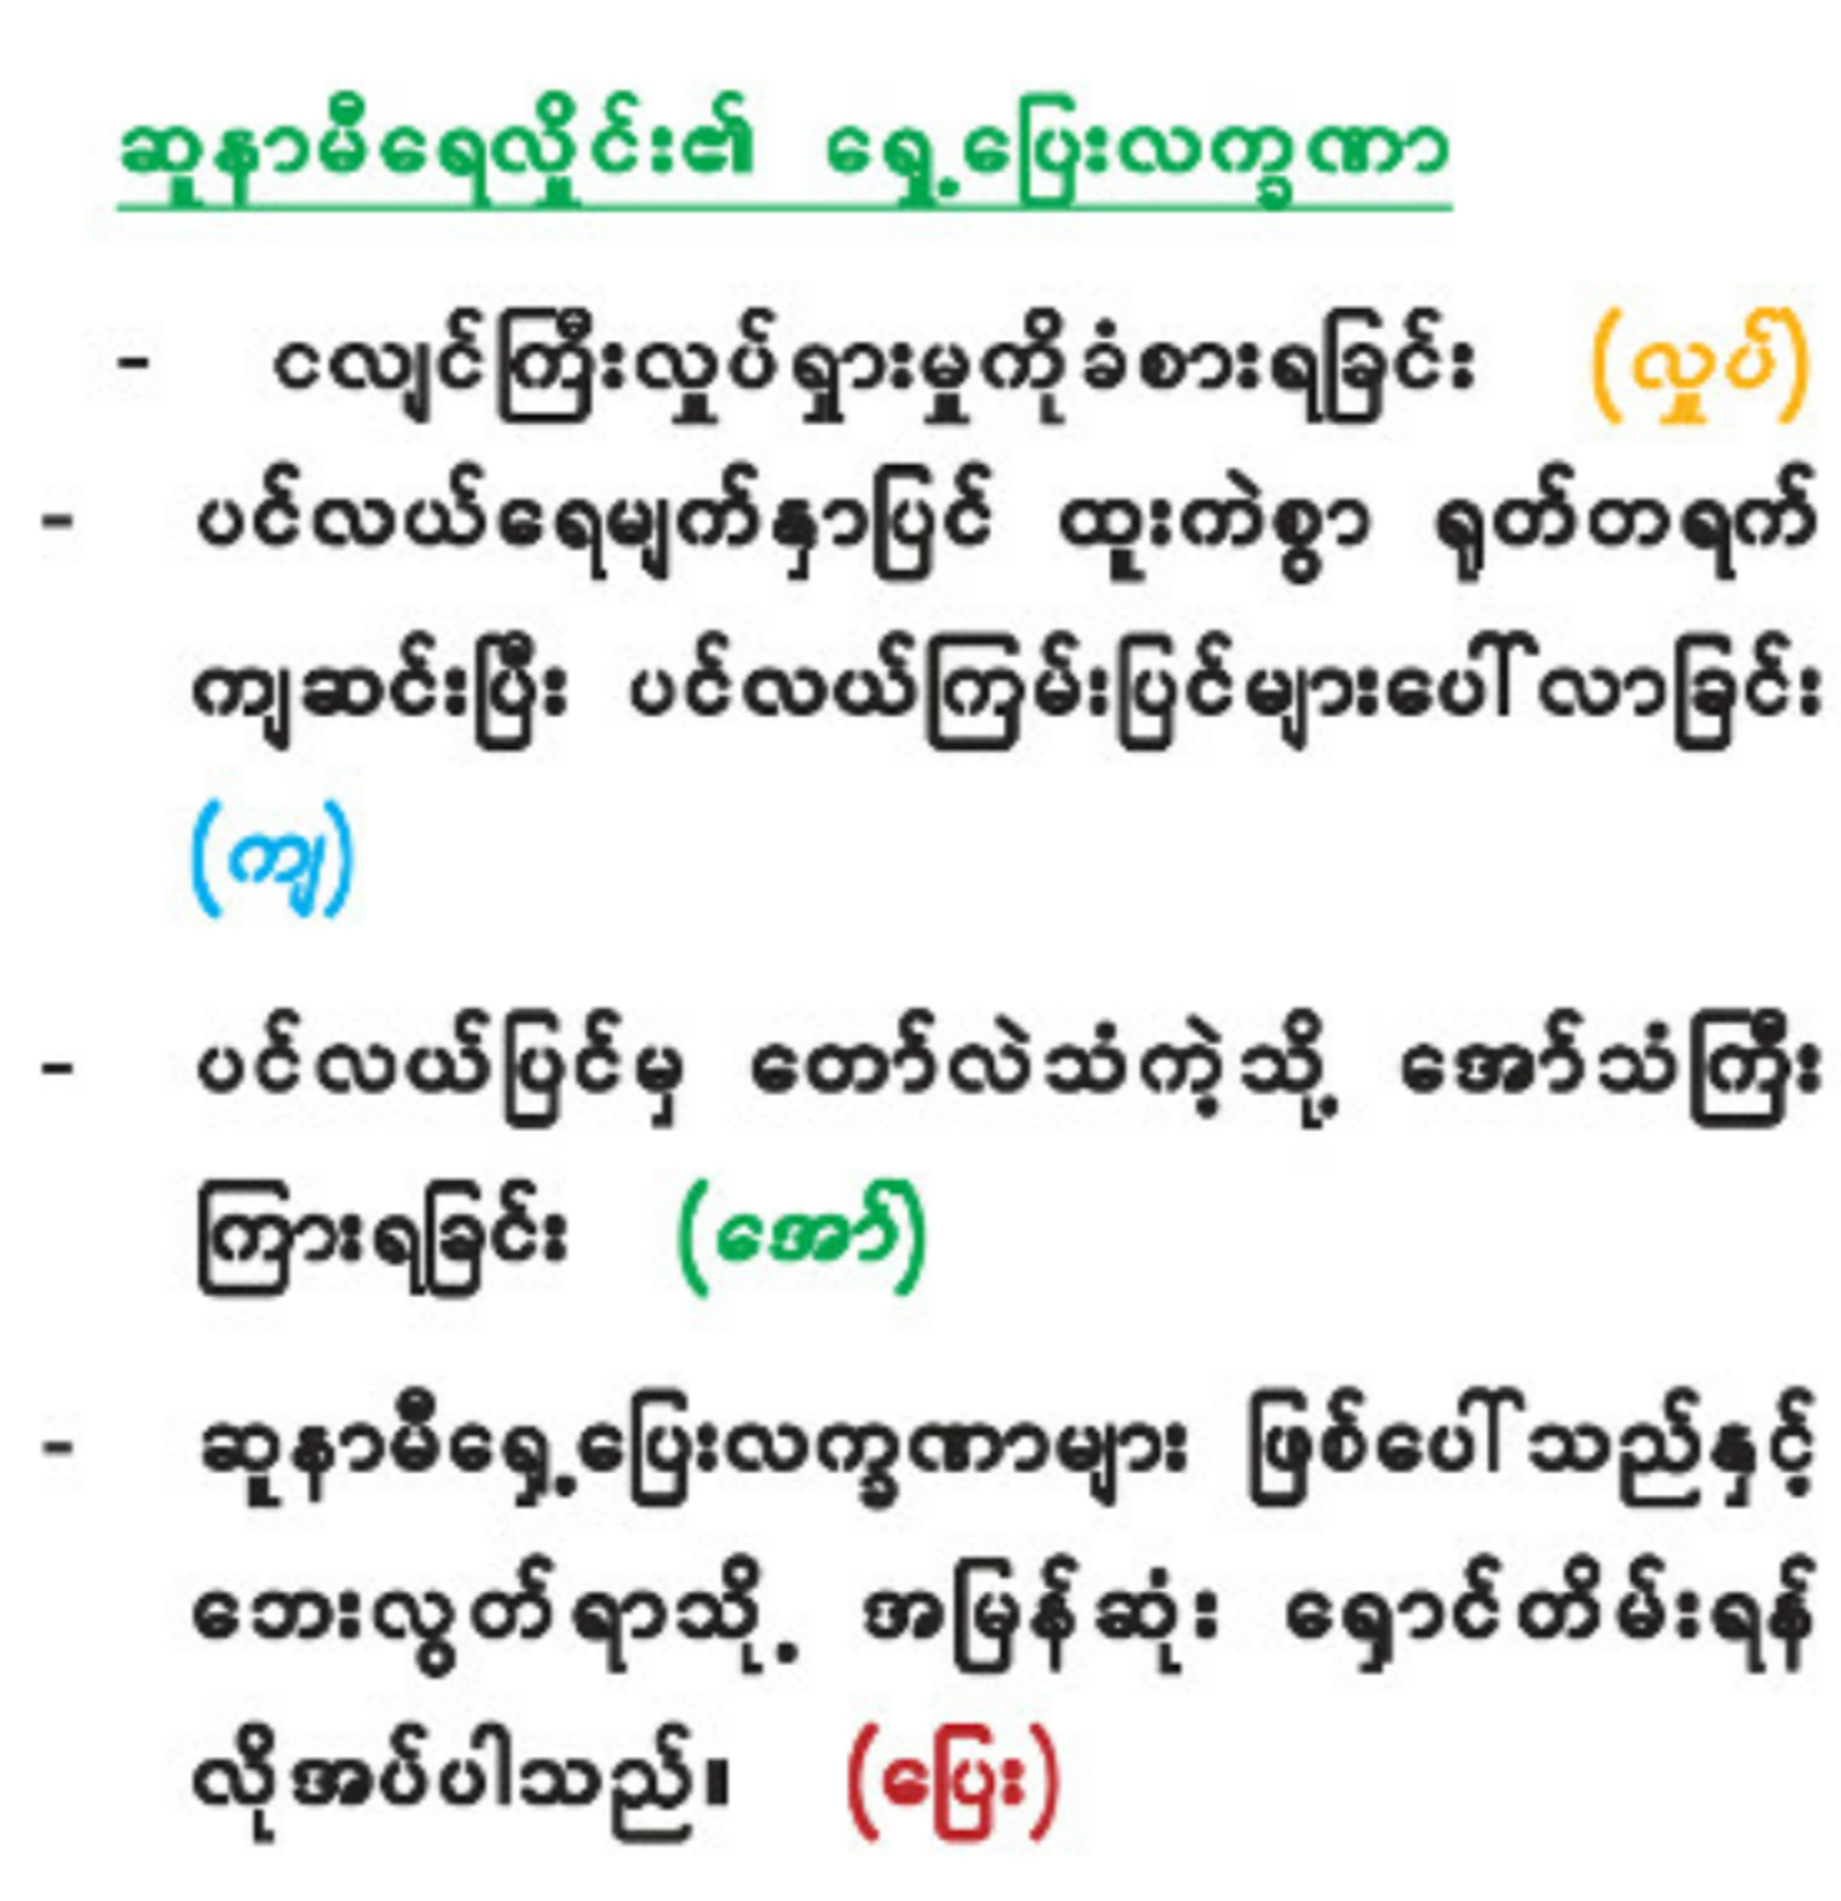 ဆူနာမီရေလှိုင်း၏ ရှေ့ပြေးလက္ခဏာ
- ငလျင်ကြီးလှုပ်ရှားမှုကိုခံစားရခြင်း (လှုပ်)
- ပင်လယ်ရေမျက်နှာပြင် ထူးကဲစွာ ရုတ်တရက်
ကျဆင်းပြီး ပင်လယ်ကြမ်းပြင်များပေါ်လာခြင်း
(ကျ)
- ပင်လယ်ပြင်မှ တော်လဲသံကဲ့သို့ အော်သံကြီး
ကြားရခြင်း (အော်)
- ဆူနာမီရှေ့ပြေးလက္ခဏာများ ဖြစ်ပေါ်သည်နှင့်
ဘေးလွတ်ရာသို့ အမြန်ဆုံး ရှောင်တိမ်းရန်
လိုအပ်ပါသည်။ (ပြေး)